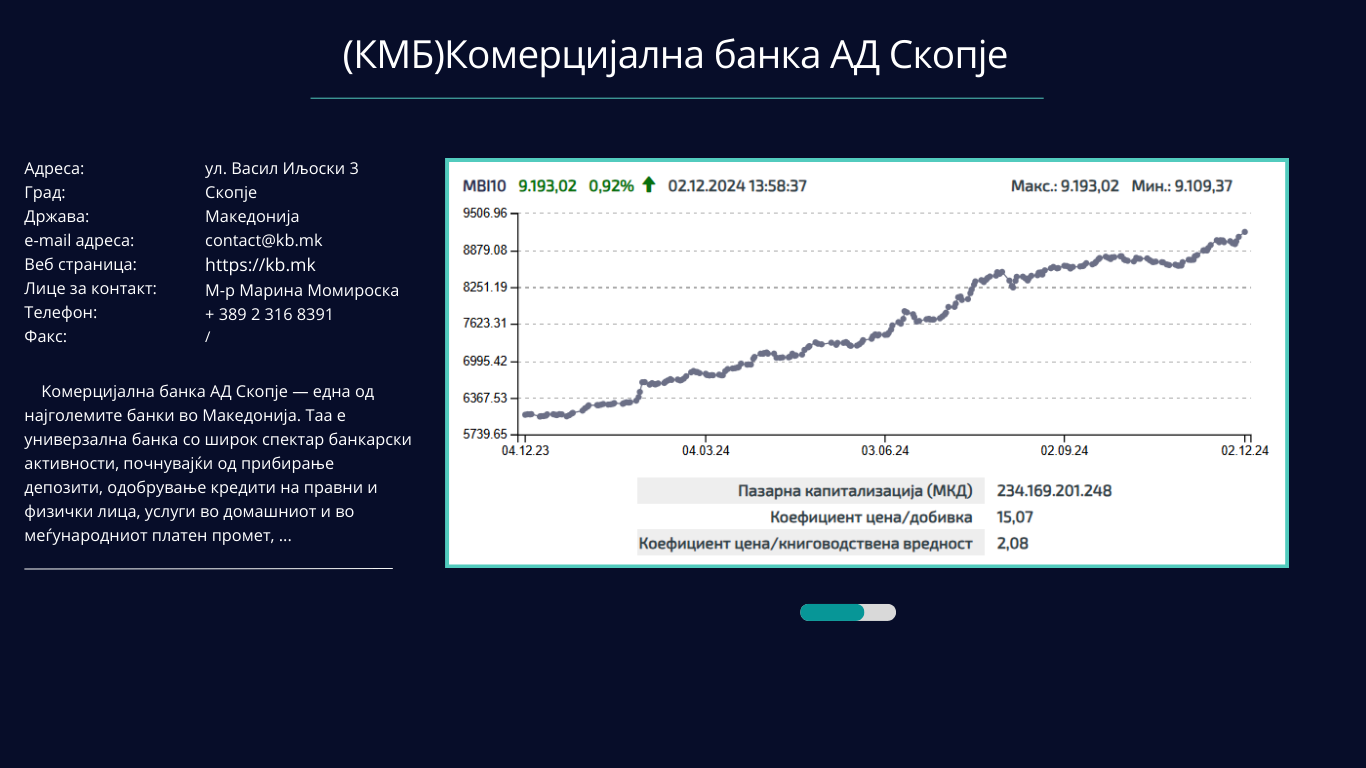 (КМБ)Комерцијална банка АД Скопје
Адреса: ул. Васил Иљоски 3
Град: Скопје
Држава: Македонија
e-mail адреса: contact@kb.mk
Веб страница: https://kb.mk
Лице за контакт: М-р Марина Момироска
Телефон: + 389 2 316 8391
Факс: /
Комерцијална банка АД Скопје — една од
најголемите банки во Македонија. Таа е
универзална банка со широк спектар банкарски
активности, почнувајќи од прибирање
депозити, одобрување кредити на правни и
физички лица, услуги во домашниот и во
меѓународниот платен промет, ...
MBI10 9.193,02 0,92% 02.12.2024 13:58:37 Макс.: 9.193,02 Мин.: 9.109,37
9506.96
8879.08
8251.19
7623.31
6995.42
6367.53
5739.65
04.12.23 04.03.24 03.06.24 02.09.24 02.12.24
Пазарна капитализација (МКД) 234.169.201.248
Коефициент цена/добивка 15,07
Коефициент цена/книговодствена вредност 2,08